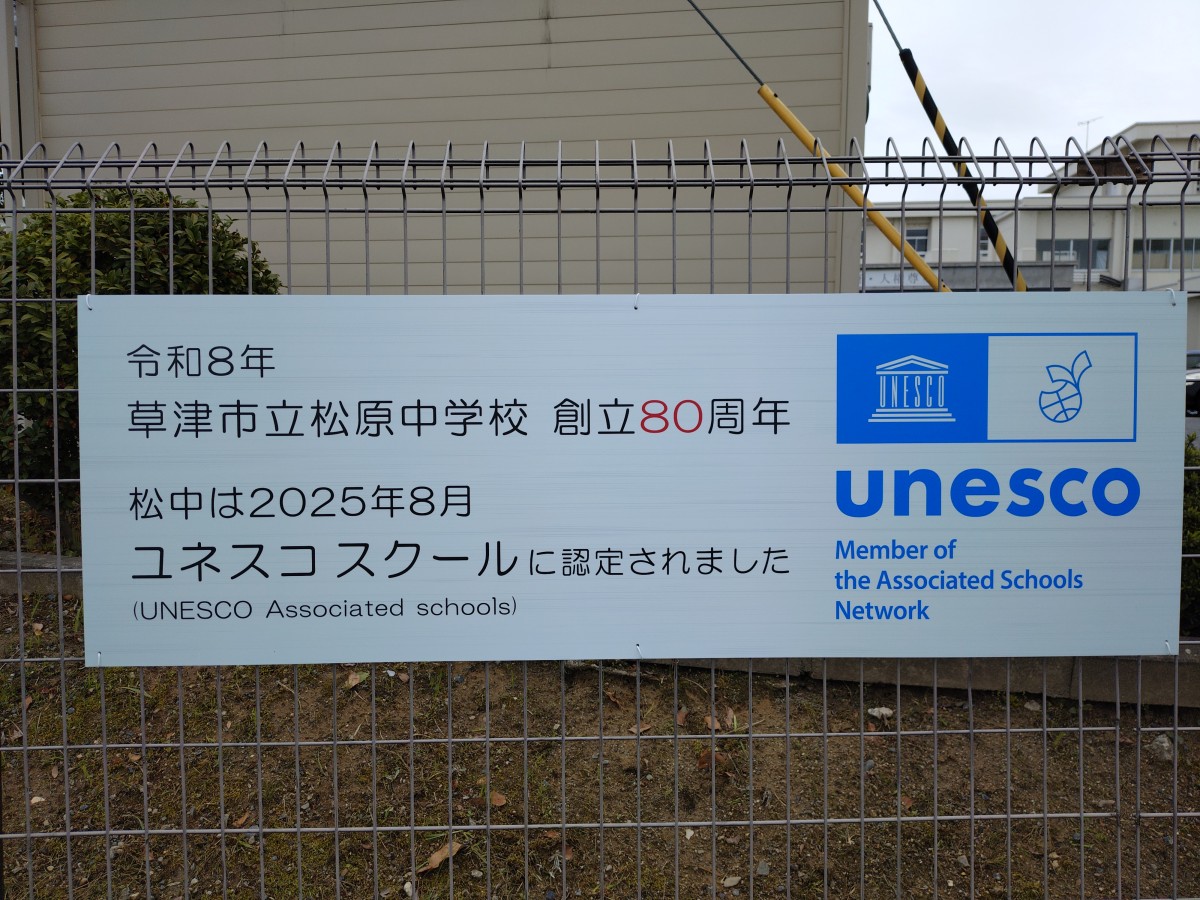 令和8年
草津市立松原中学校 創立80周年
松中は2025年8月
ユネスコ スクールに認定されました
(UNESCO Associated schools)
UNESCO
unesco
Member of
the Associated Schools
Network